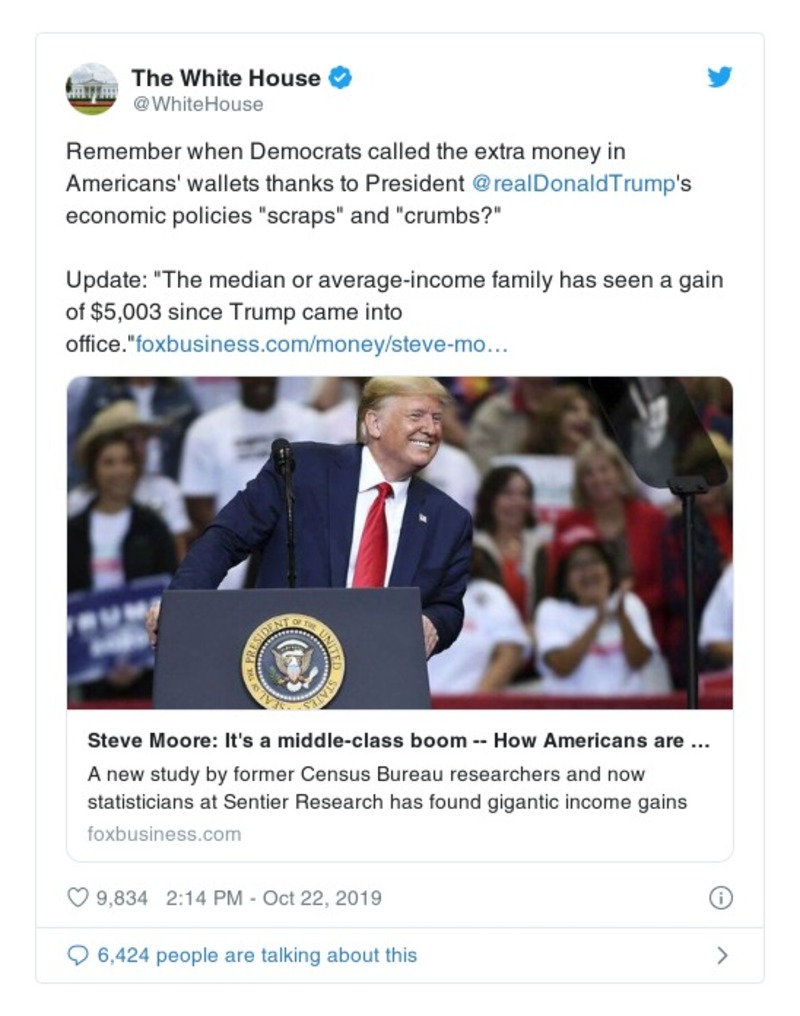 The White House
@WhiteHouse
Remember when Democrats called the extra money in
Americans' wallets thanks to President @realDonaldTrump's
economic policies "scraps" and "crumbs?"
Update: "The median or average-income family has seen a gain
of $5,003 since Trump came into
office."foxbusiness.com/money/steve-mo…
TRUMP
SEAL OF THE PRESIDENT OF THE UNITED STATES
Steve Moore: It's a middle-class boom -- How Americans are ...
A new study by former Census Bureau researchers and now
statisticians at Sentier Research has found gigantic income gains
foxbusiness.com
9,834 2:14 PM - Oct 22, 2019
6,424 people are talking about this